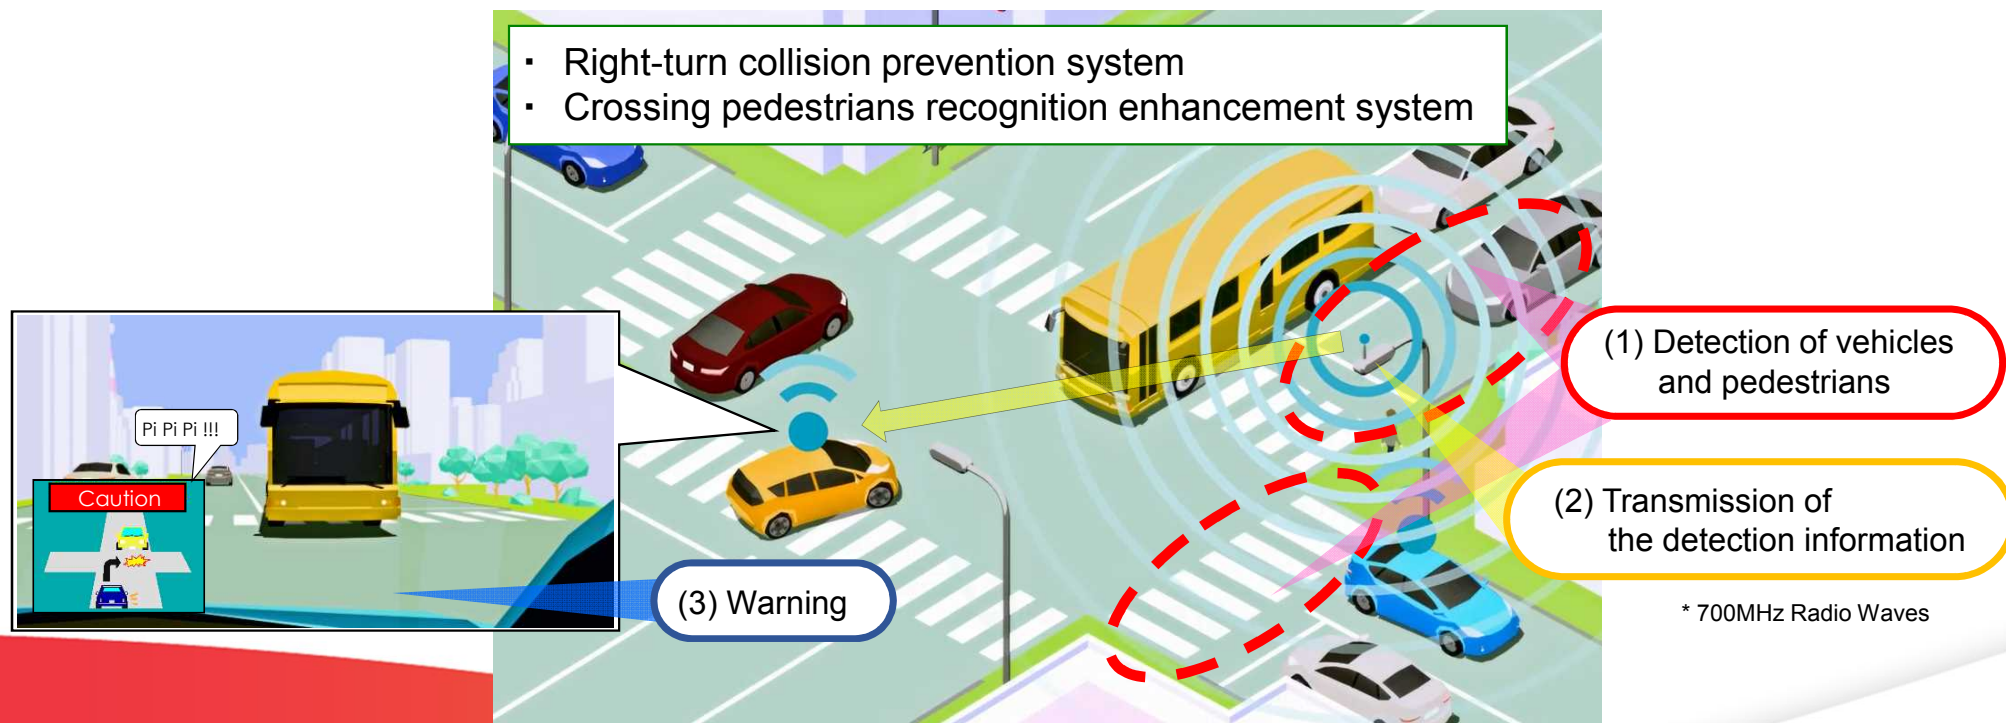 ・ Right-turn collision prevention system
・ Crossing pedestrians recognition enhancement system
Pi Pi Pi !!!
Caution
(1) Detection of vehicles
and pedestrians
(2) Transmission of
the detection information
(3) Warning
* 700MHz Radio Waves